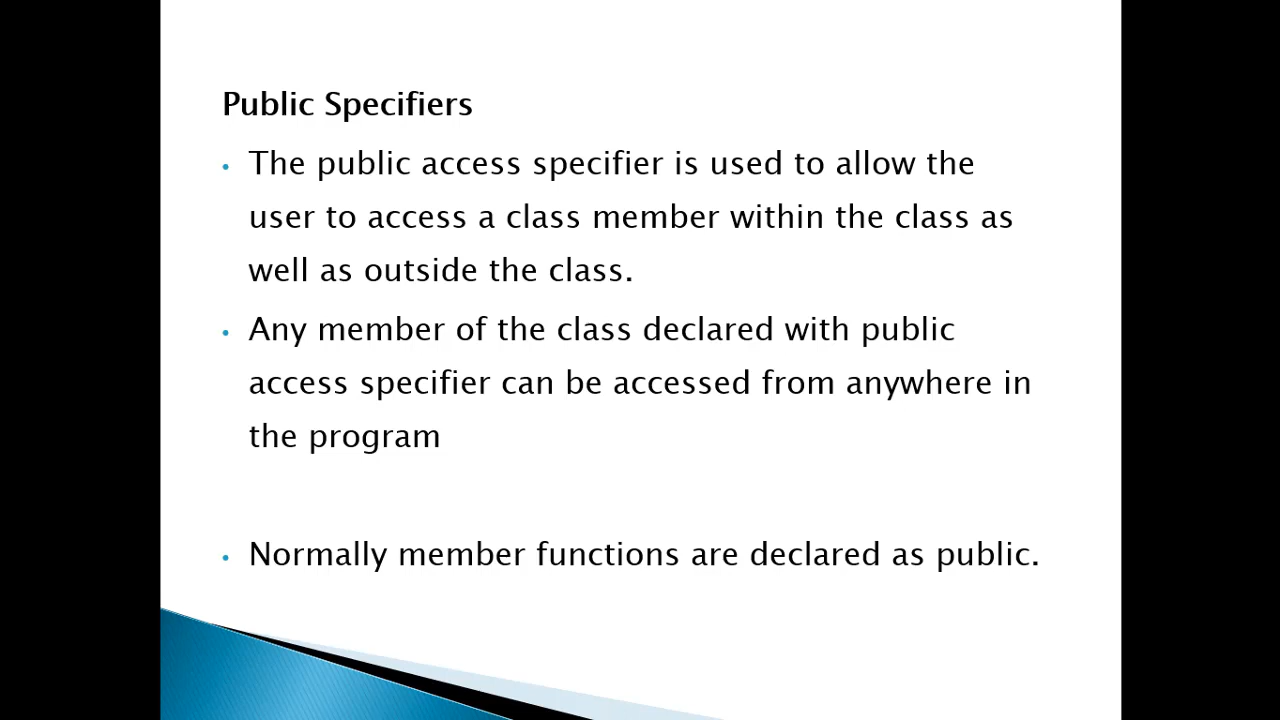 Public Specifiers
• The public access specifier is used to allow the
user to access a class member within the class as
well as outside the class.
• Any member of the class declared with public
access specifier can be accessed from anywhere in
the program
• Normally member functions are declared as public.